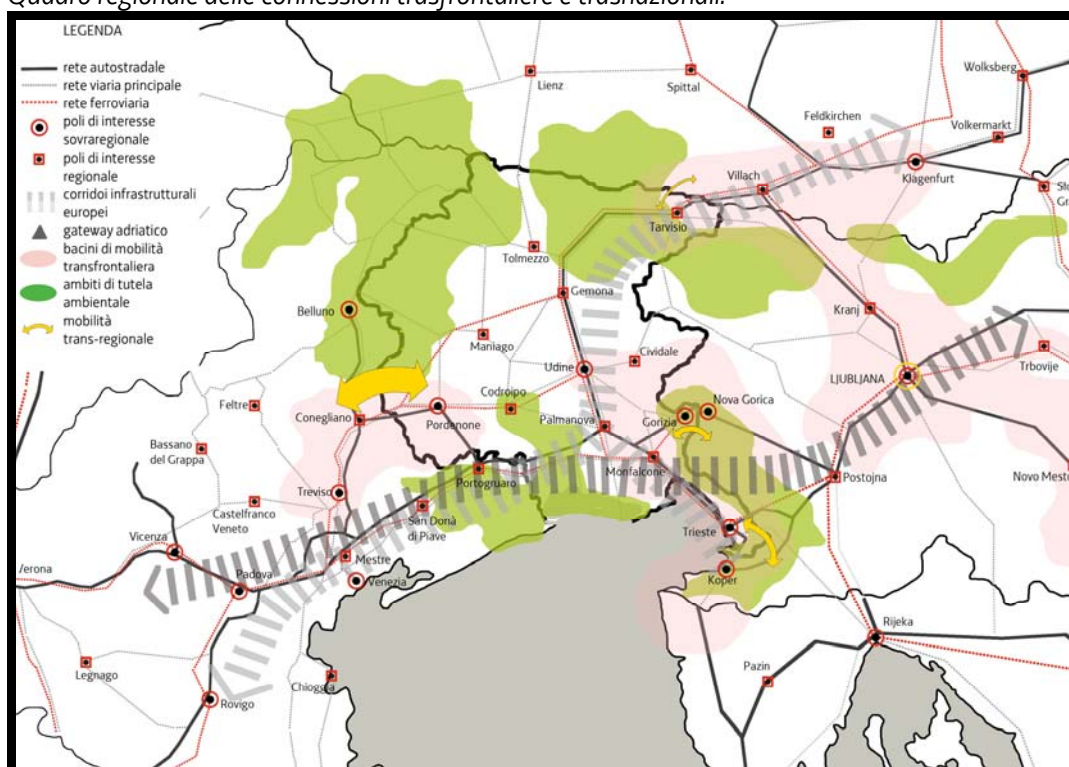 Quadro regionale delle connessioni trasfrontaliere e trasnazionali.
LEGENDA
rete autostradale
rete viaria principale
rete ferroviaria
poli di interesse
sovraregionale
poli di interesse
regionale
corridoi infrastrutturali
europei
gateway adriatico
bacini di mobilità
transfrontaliera
ambiti di tutela
ambientale
mobilità
trans-regionale
Lienz
Spittal
Wolksberg
Feldkirchen
Volkermarkt
Villach
Klagenfurt
Tarvisio
Tolmezzo
Gemona
Belluno
Kranj
Maniago
Cividale
Udine
LJUBLJANA
Trbovije
Feltre
Codroipo
Conegliano
Pordenone
Palmanova
Nova Gorica
Gorizia
Bassano
del Grappa
Monfalcone
Portogruaro
Postojna
Novo Mest
Treviso
Castelfranco
Veneto
San Donà
di Piave
Trieste
Vicenza
Mestre
Padova
Venezia
Koper
Verona
Rijeka
Legnago
Pazin
Chioggia
Rovigo